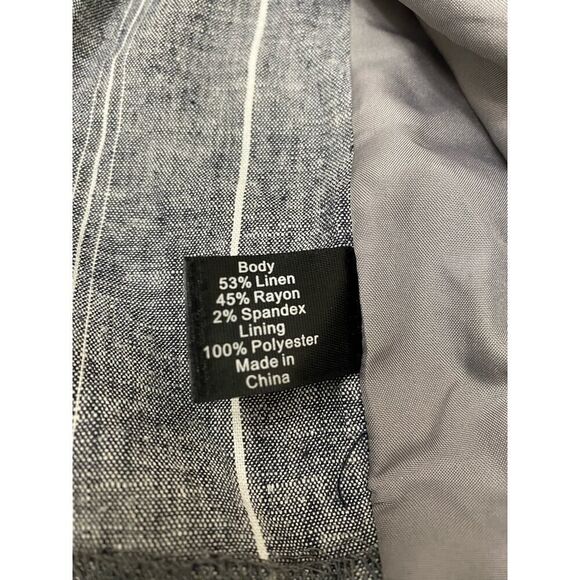 Body
53% Linen
45% Rayon
2% Spandex
Lining
100% Polyester
Made in
China